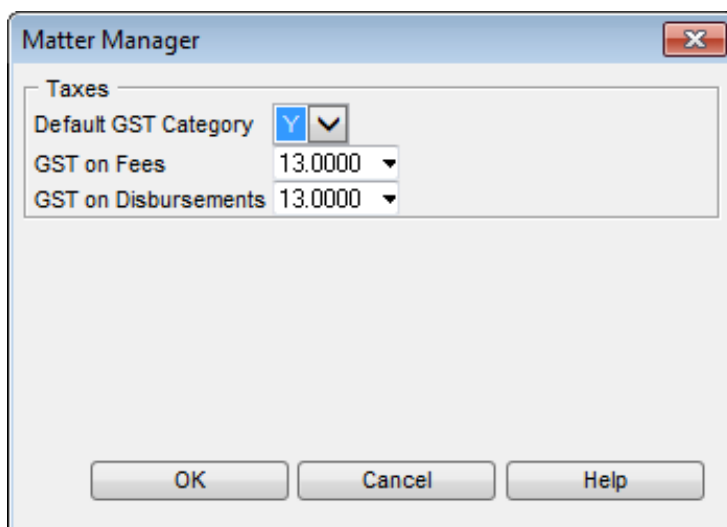 Matter Manager
Taxes
Default GST Category Y
GST on Fees 13.0000
GST on Disbursements 13.0000
OK Cancel Help